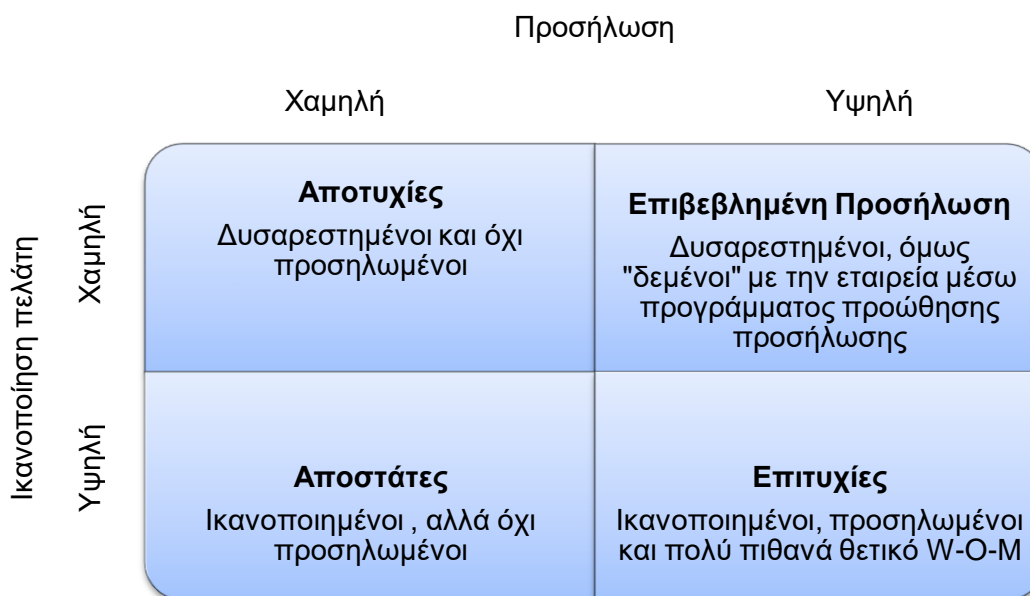 Προσήλωση
Χαμηλή
Υψηλή
Ικανοποίηση πελάτη
Χαμηλή
Αποτυχίες
Δυσαρεστημένοι και όχι
προσηλωμένοι
Επιβεβλημένη Προσήλωση
Δυσαρεστημένοι, όμως
"δεμένοι" με την εταιρεία μέσω
προγράμματος προώθησης
προσήλωσης
Υψηλή
Αποστάτες
Ικανοποιημένοι , αλλά όχι
προσηλωμένοι
Επιτυχίες
Ικανοποιημένοι, προσηλωμένοι
και πολύ πιθανά θετικό W-O-M